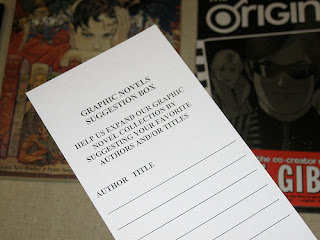 THE
ORIGIN
GRAPHIC NOVELS
SUGGESTION BOX
HELP US EXPAND OUR GRAPHIC
NOVEL COLLECTION BY
SUGGESTING YOUR FAVORITE
AUTHORS AND/OR TITLES
AUTHOR TITLE
the co-creator o
GIB